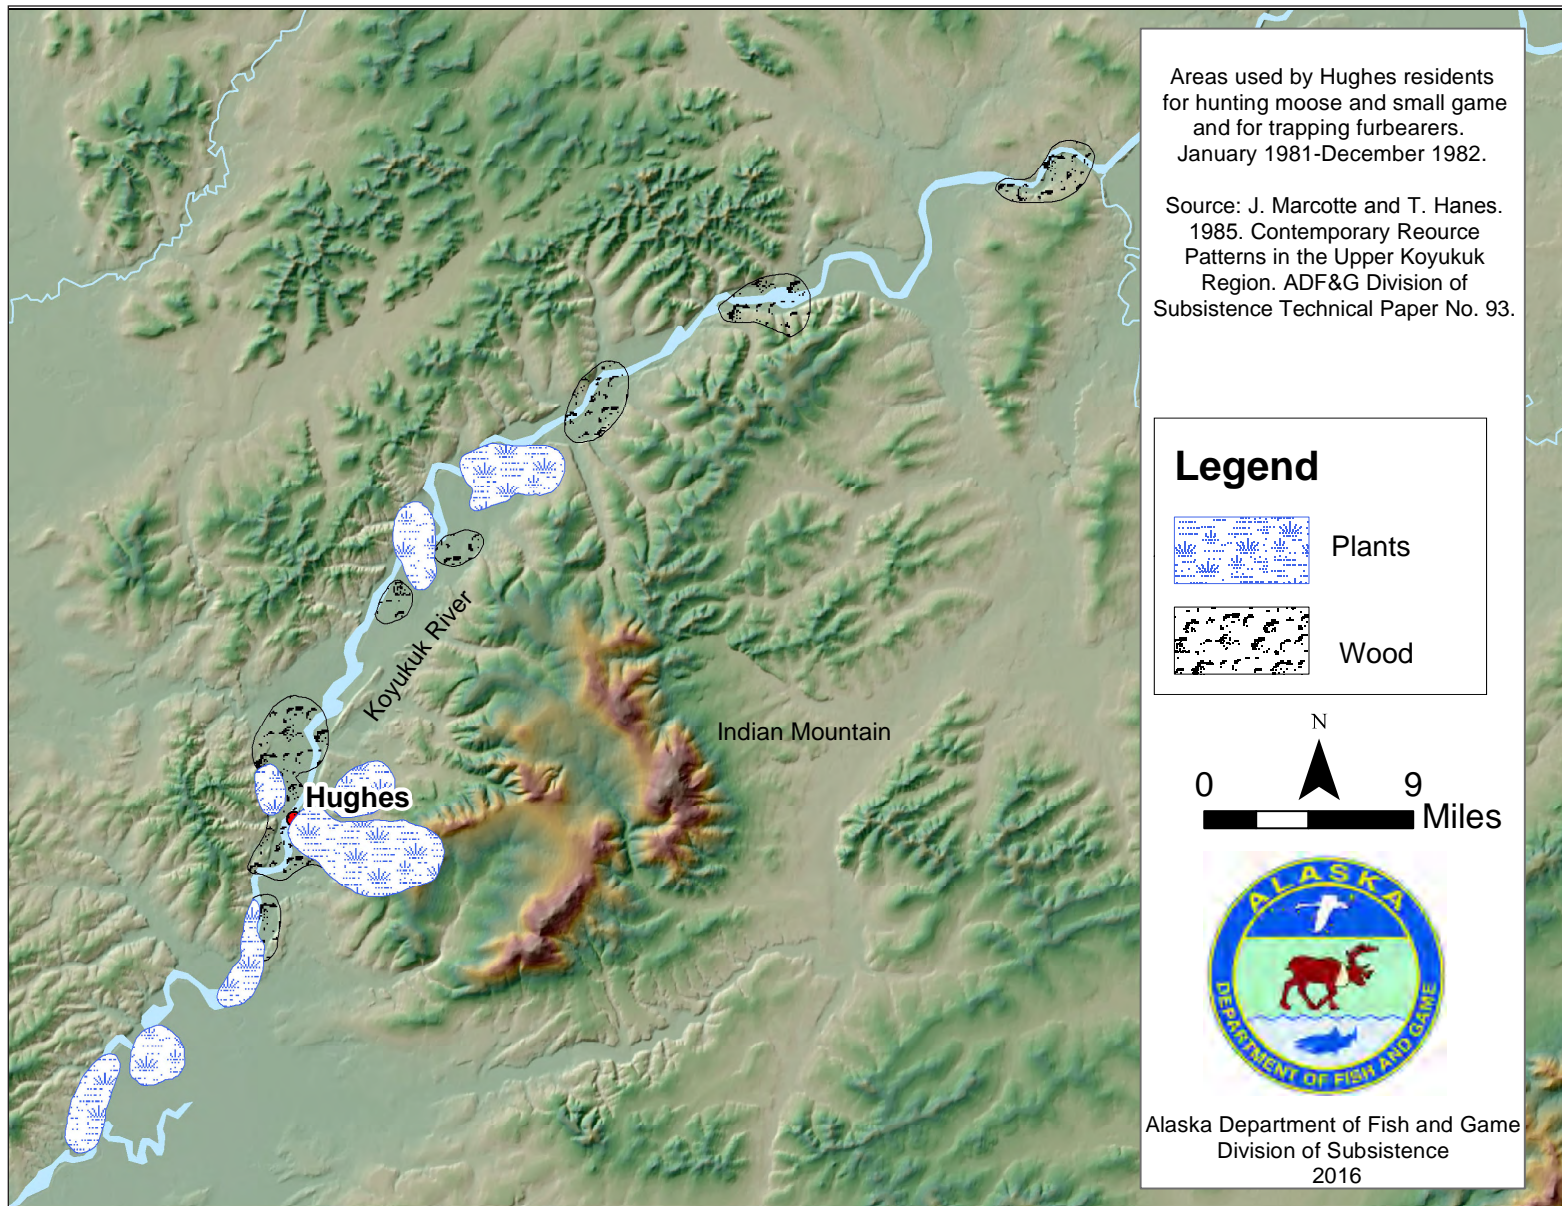 Areas used by Hughes residents
for hunting moose and small game
and for trapping furbearers.
January 1981-December 1982.
Source: J. Marcotte and T. Hanes.
1985. Contemporary Reource
Patterns in the Upper Koyukuk
Region. ADF&G Division of
Subsistence Technical Paper No. 93.
Legend
Plants
Wood
N
0 9
Miles
ALASKA
DEPARTMENT OF FISH AND GAME
Alaska Department of Fish and Game
Division of Subsistence
2016
Koyukuk River
Indian Mountain
Hughes